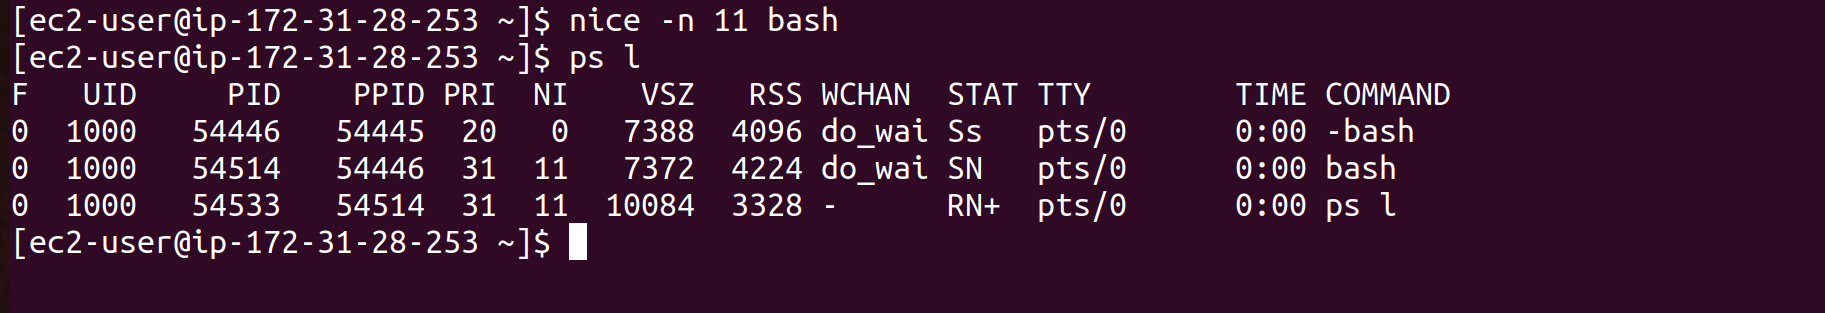 [ec2-user@ip-172-31-28-253 ~]$ nice -n 11 bash
[ec2-user@ip-172-31-28-253 ~]$ ps l
F   UID     PID    PPID PRI  NI    VSZ   RSS WCHAN  STAT TTY        TIME COMMAND
0  1000   54446   54445  20   0   7388  4096 do_wai Ss   pts/0      0:00 -bash
0  1000   54514   54446  31  11   7372  4224 do_wai SN   pts/0      0:00 bash
0  1000   54533   54514  31  11  10084  3328 -      RN+  pts/0      0:00 ps l
[ec2-user@ip-172-31-28-253 ~]$